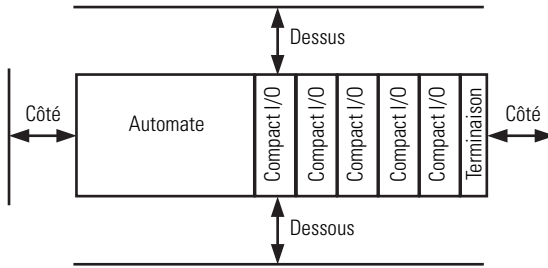 Dessus
Côté
Automate
Compact I/O
Compact I/O
Compact I/O
Compact I/O
Compact I/O
Terminaison
Côté
Dessous